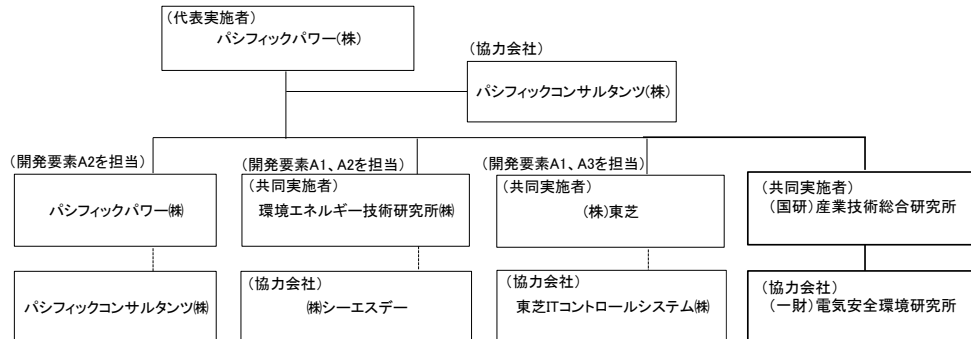 (代表実施者)
パシフィックパワー(株)
(協力会社)
パシフィックコンサルタンツ(株)
(開発要素A2を担当)
パシフィックパワー㈱
(開発要素A1、A2を担当)
(共同実施者)
環境エネルギー技術研究所㈱
(開発要素A1、A3を担当)
(共同実施者)
(株)東芝
(共同実施者)
(国研)産業技術総合研究所
パシフィックコンサルタンツ㈱
(協力会社)
㈱シーエスデー
(協力会社)
東芝ITコントロールシステム㈱
(協力会社)
(一財)電気安全環境研究所